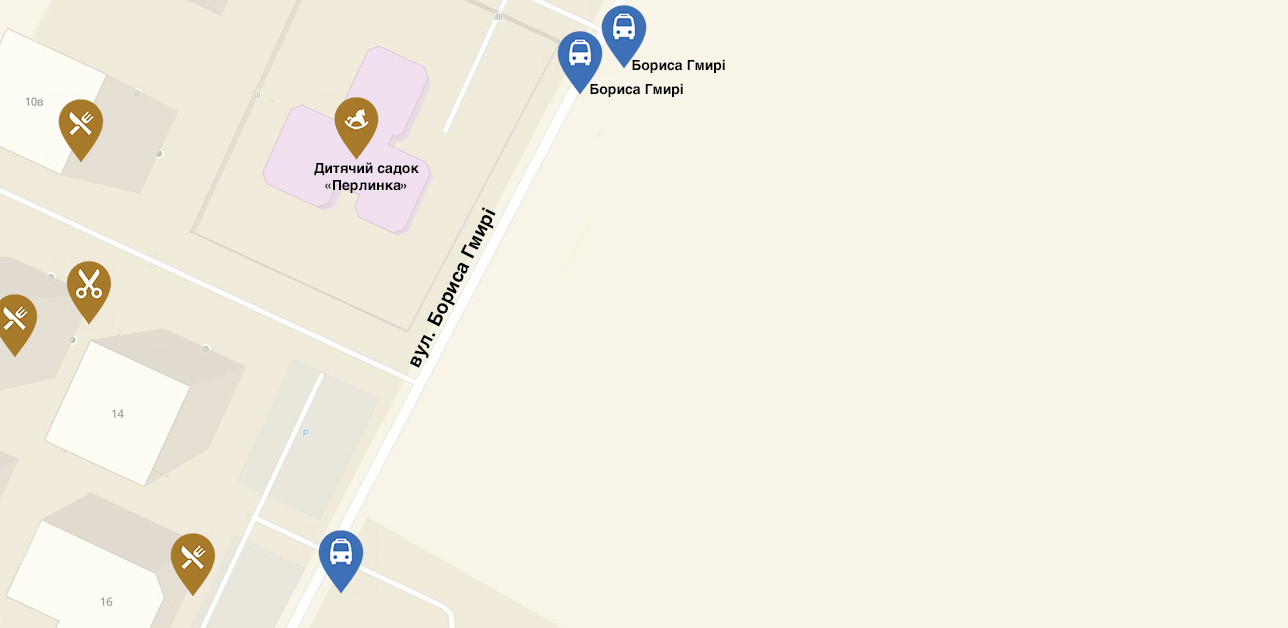 Бориса Гмирі
Бориса Гмирі
10в
Дитячий садок
«Перлинка»
вул. Бориса Гмирі
14
P
16